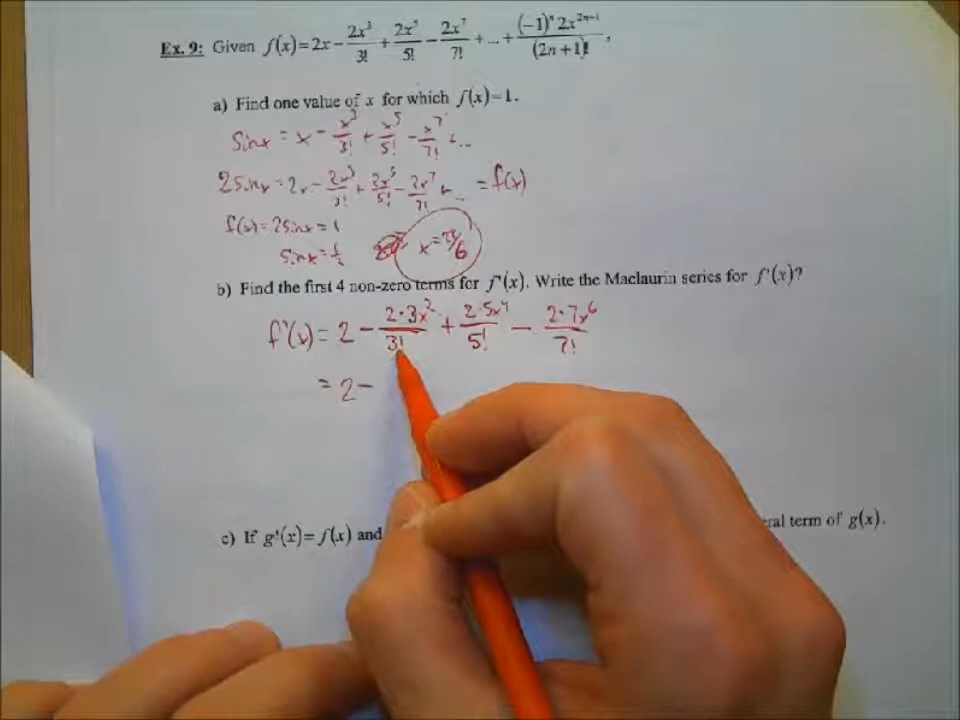 Ex. 9: Given f(x) = 2x − 2x³/3! + 2x⁵/5! − 2x⁷/7! + ... + (−1)ⁿ 2x²ⁿ⁺¹/(2n+1)!,
a) Find one value of x for which f(x) = 1.
Sinx = x − x³/3! + x⁵/5! − x⁷/7! + ...
2Sinx = 2x − 2x³/3! + 2x⁵/5! − 2x⁷/7! + ... = f(x)
f(x) = 2sinx = 1
sinx = 1/2 x = π/6
b) Find the first 4 non-zero terms for f'(x). Write the Maclaurin series for f'(x)?
f'(x) = 2 − 2·3x²/3! + 2·5x⁴/5! − 2·7x⁶/7!
= 2 −
c) If g'(x) = f(x) and term of g(x).